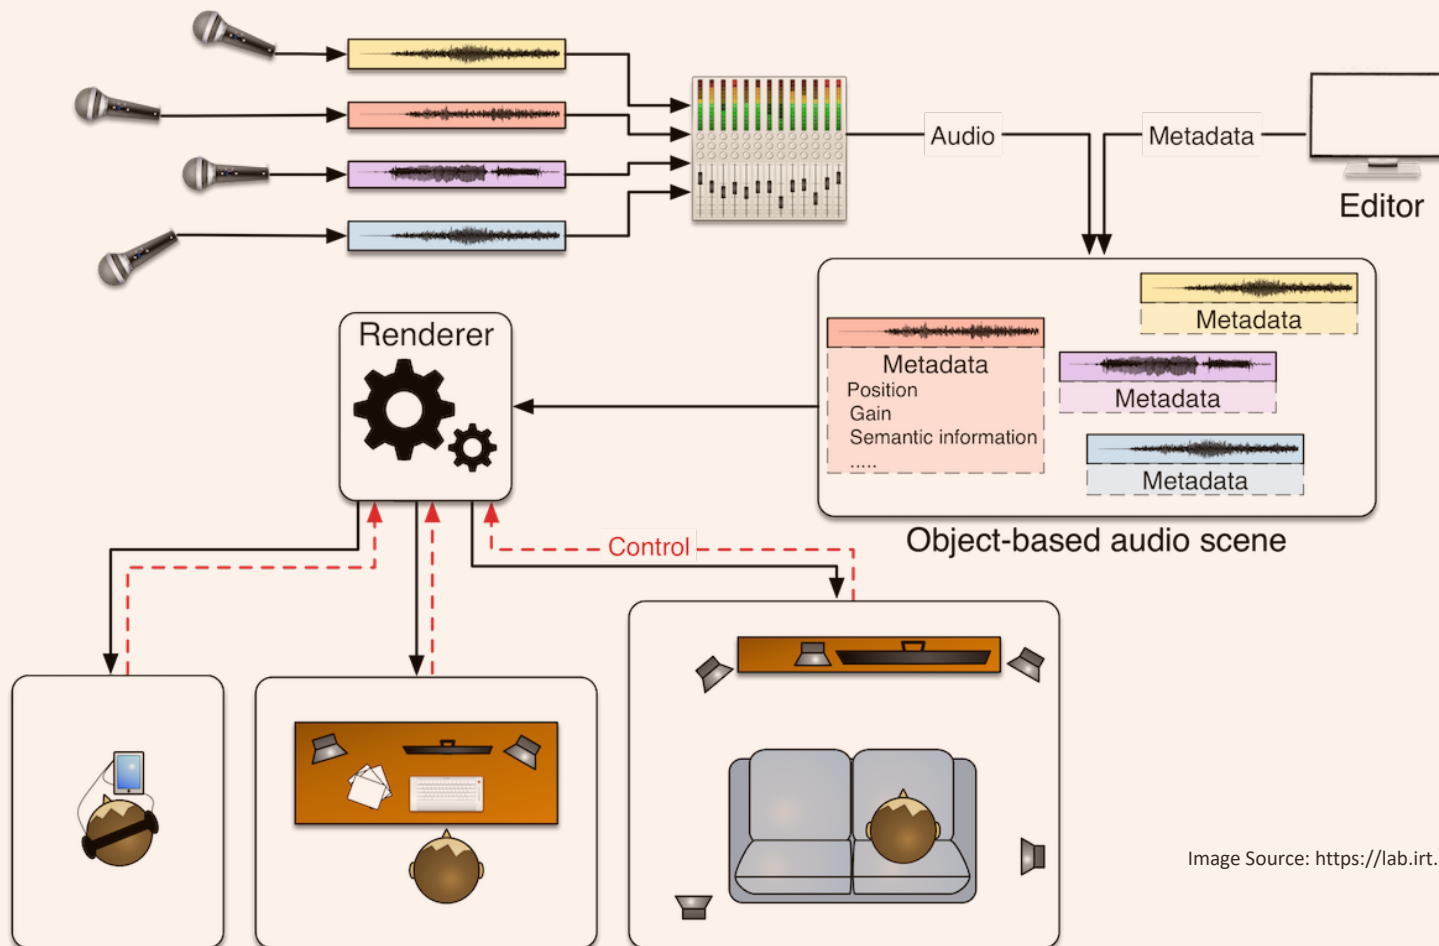 Audio
Metadata
Editor
Metadata
Metadata
Position
Gain
Semantic information
.....
Metadata
Metadata
Object-based audio scene
Renderer
Control
Image Source: https://lab.irt.